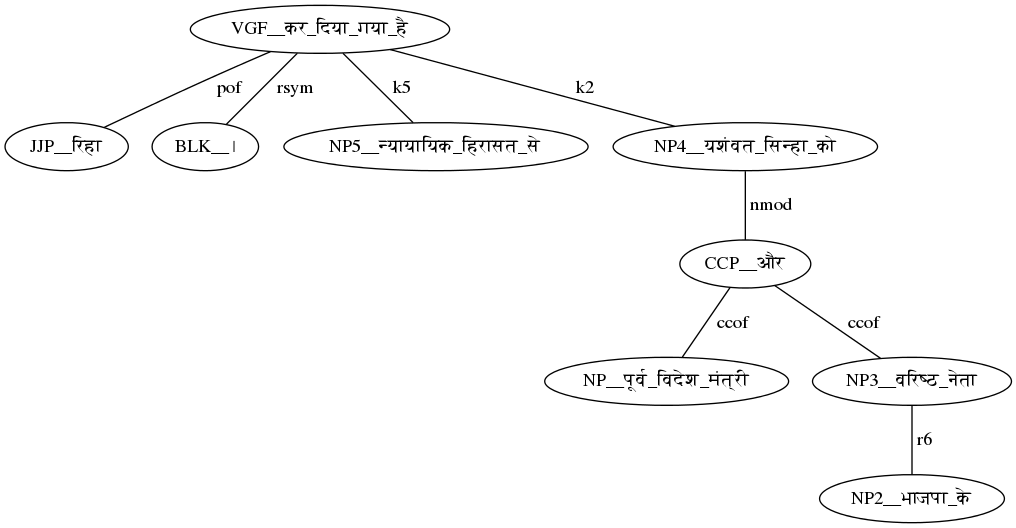 VGF__कर_दिया_गया_है
pof rsym k5 k2
JJP__रिहा BLK__। NP5__न्यायायिक_हिरासत_से NP4__यशंवत_सिन्हा_को
nmod
CCP__और
ccof ccof
NP__पूर्व_विदेश_मंत्री NP3__वरिष्ठ_नेता
r6
NP2__भाजपा_के